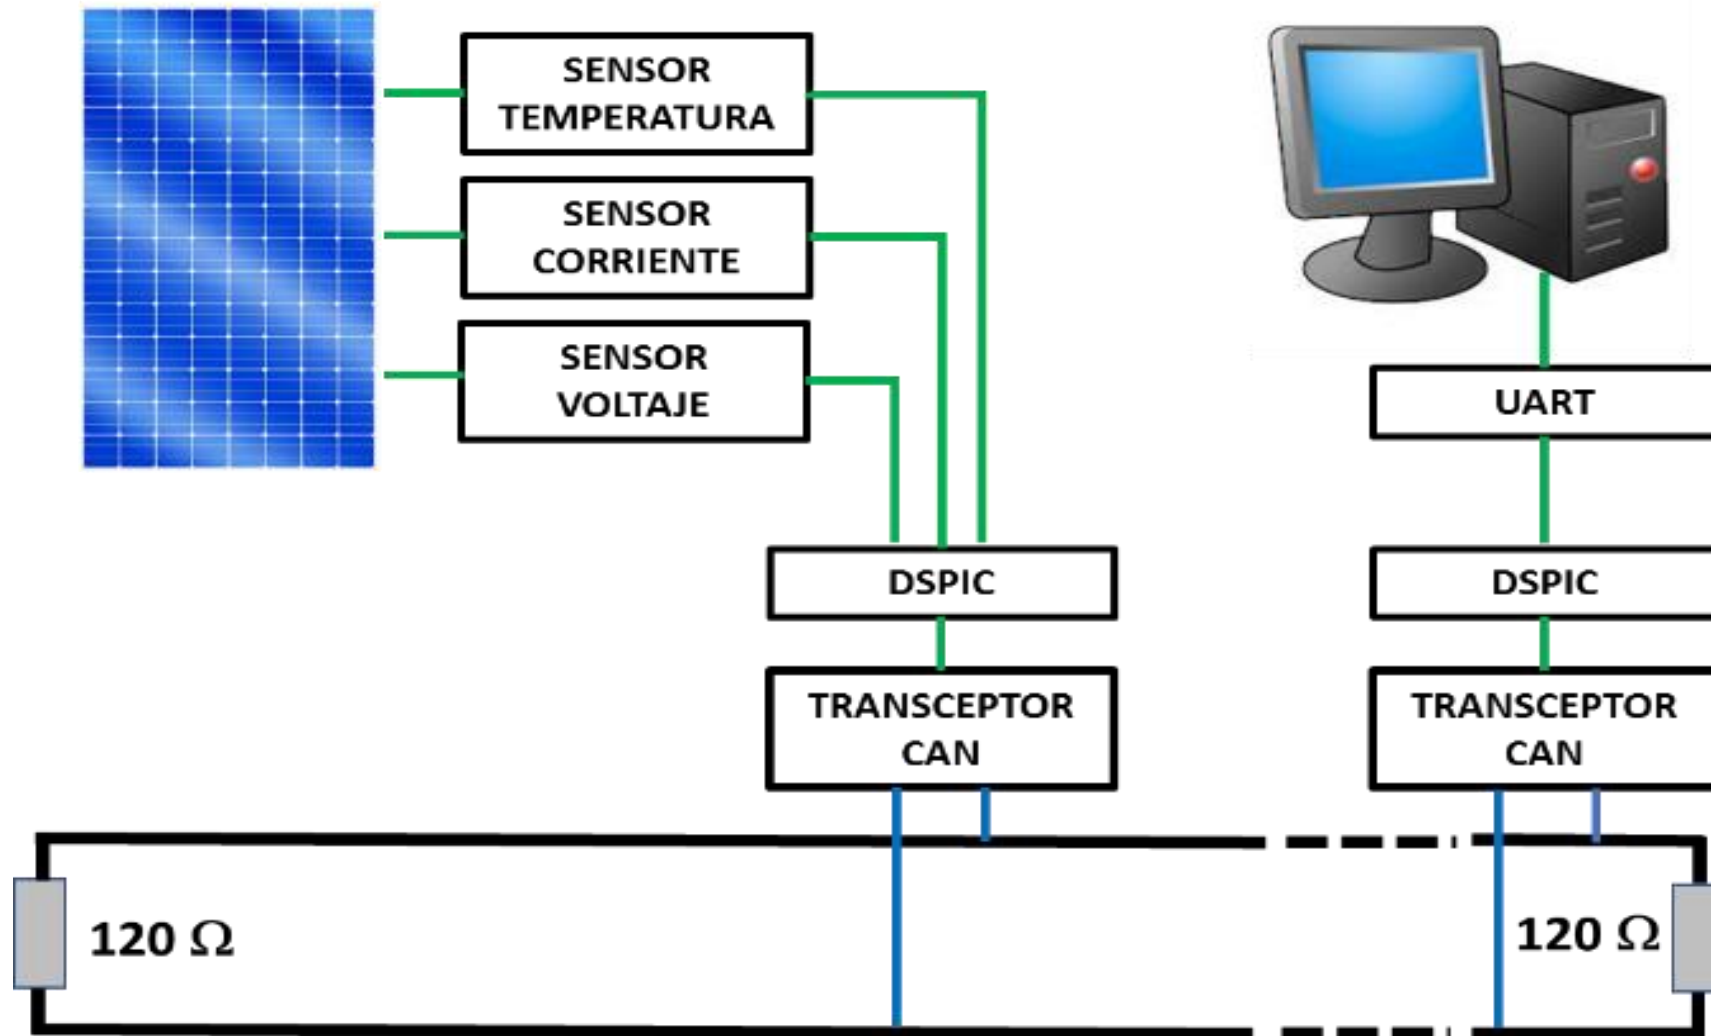 SENSOR
TEMPERATURA
SENSOR
CORRIENTE
SENSOR
VOLTAJE
UART
DSPIC
DSPIC
TRANSCEPTOR
CAN
TRANSCEPTOR
CAN
120 Ω
120 Ω